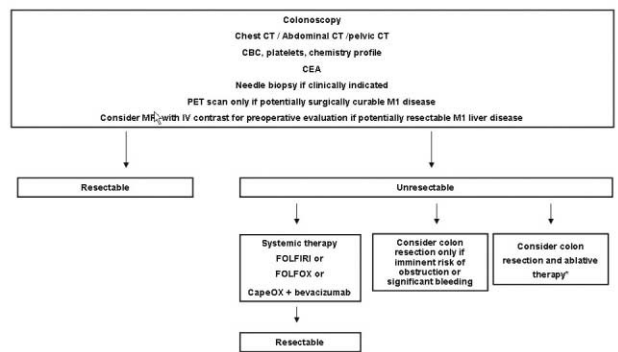 Colonoscopy
Chest CT / Abdominal CT /pelvic CT
CBC, platelets, chemistry profile
CEA
Needle biopsy if clinically indicated
PET scan only if potentially surgically curable M1 disease
Consider MRI with IV contrast for preoperative evaluation if potentially resectable M1 liver disease
Resectable
Unresectable
Systemic therapy
FOLFIRI or
FOLFOX or
CapeOX + bevacizumab
Consider colon
resection only if
imminent risk of
obstruction or
significant bleeding
Consider colon
resection and ablative
therapy*
Resectable